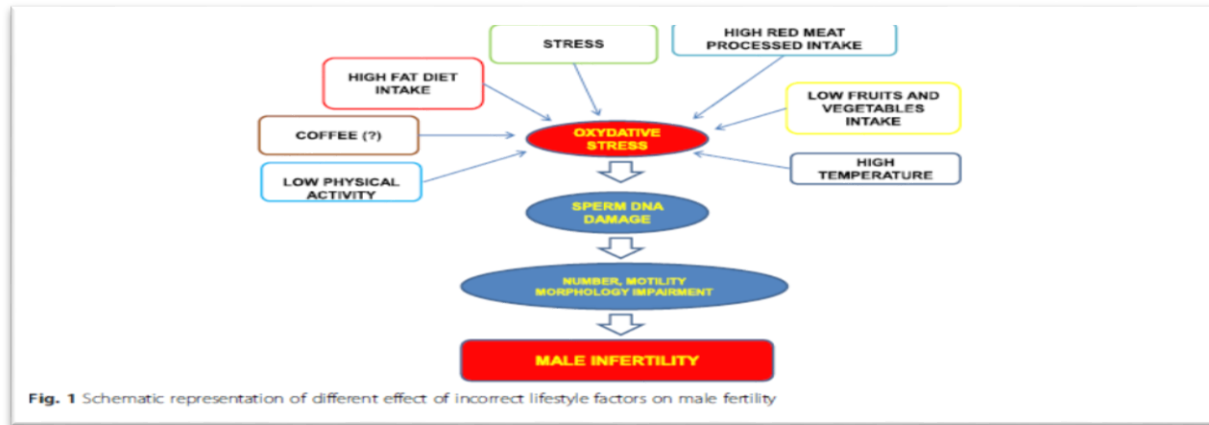 STRESS
HIGH RED MEAT
PROCESSED INTAKE
HIGH FAT DIET
INTAKE
LOW FRUITS AND
VEGETABLES
INTAKE
COFFEE (?)
OXYDATIVE
STRESS
HIGH
TEMPERATURE
LOW PHYSICAL
ACTIVITY
SPERM DNA
DAMAGE
NUMBER, MOTILITY
MORPHOLOGY IMPAIRMENT
MALE INFERTILITY
Fig. 1 Schematic representation of different effect of incorrect lifestyle factors on male fertility